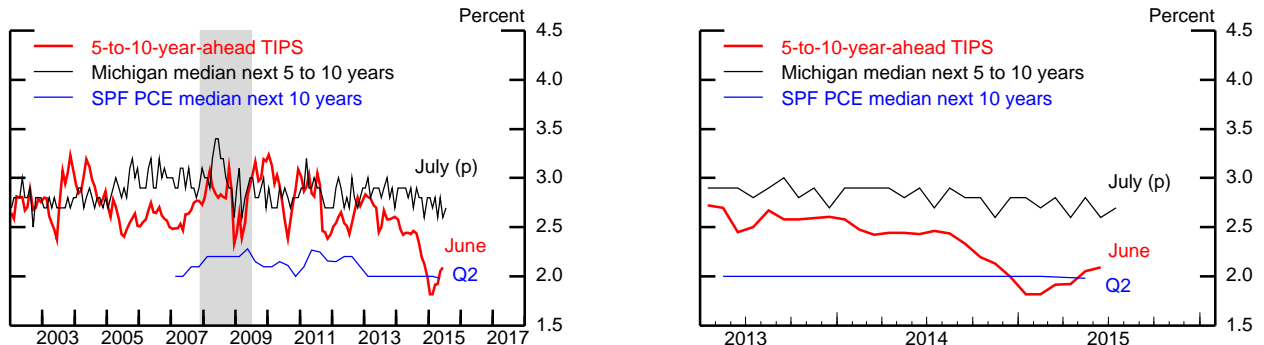 Percent
4.5
5-to-10-year-ahead TIPS
Michigan median next 5 to 10 years
4.0
SPF PCE median next 10 years
3.5
July (p)
3.0
2.5
June
Q2
2.0
1.5
2003 2005 2007 2009 2011 2013 2015 2017
Percent
4.5
5-to-10-year-ahead TIPS
Michigan median next 5 to 10 years
4.0
SPF PCE median next 10 years
3.5
July (p)
3.0
2.5
June
Q2
2.0
1.5
2013 2014 2015